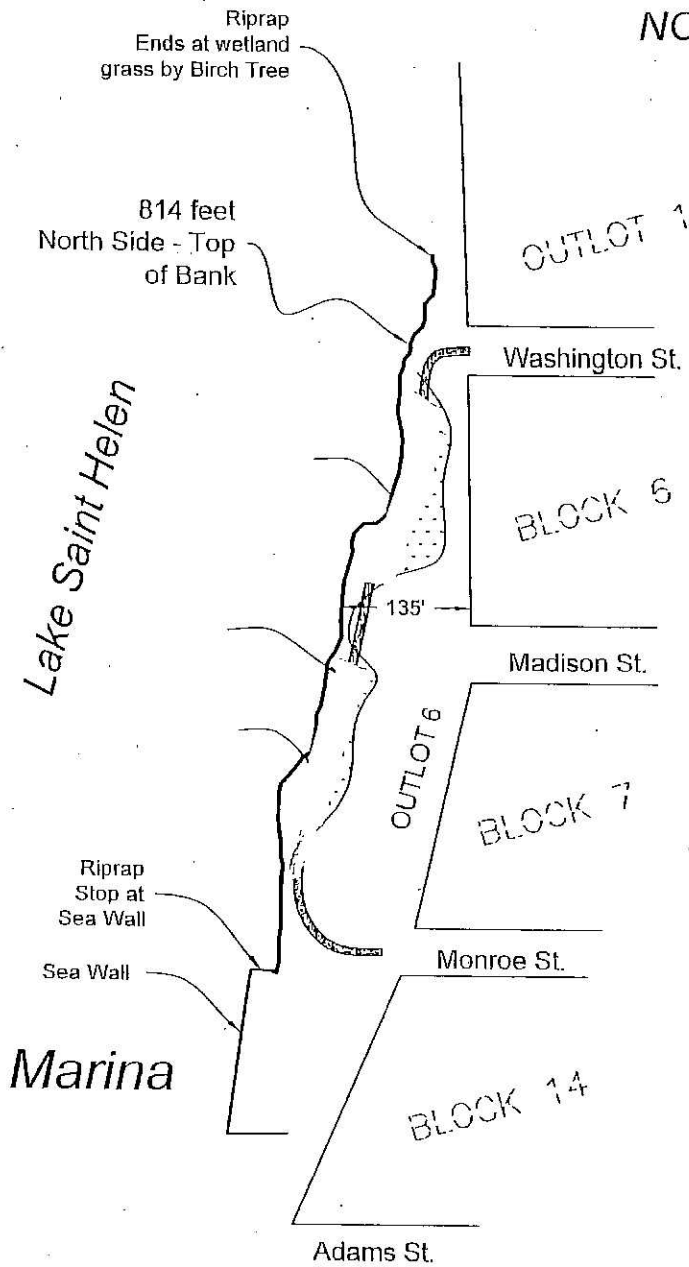 Riprap
Ends at wetland
grass by Birch Tree
NO
814 feet
North Side - Top
of Bank
OUTLOT 1
Washington St.
Lake Saint Helen
BLOCK 6
135'
Madison St.
OUTLOT 6
BLOCK 7
Riprap
Stop at
Sea Wall
Sea Wall
Monroe St.
Marina
BLOCK 14
Adams St.